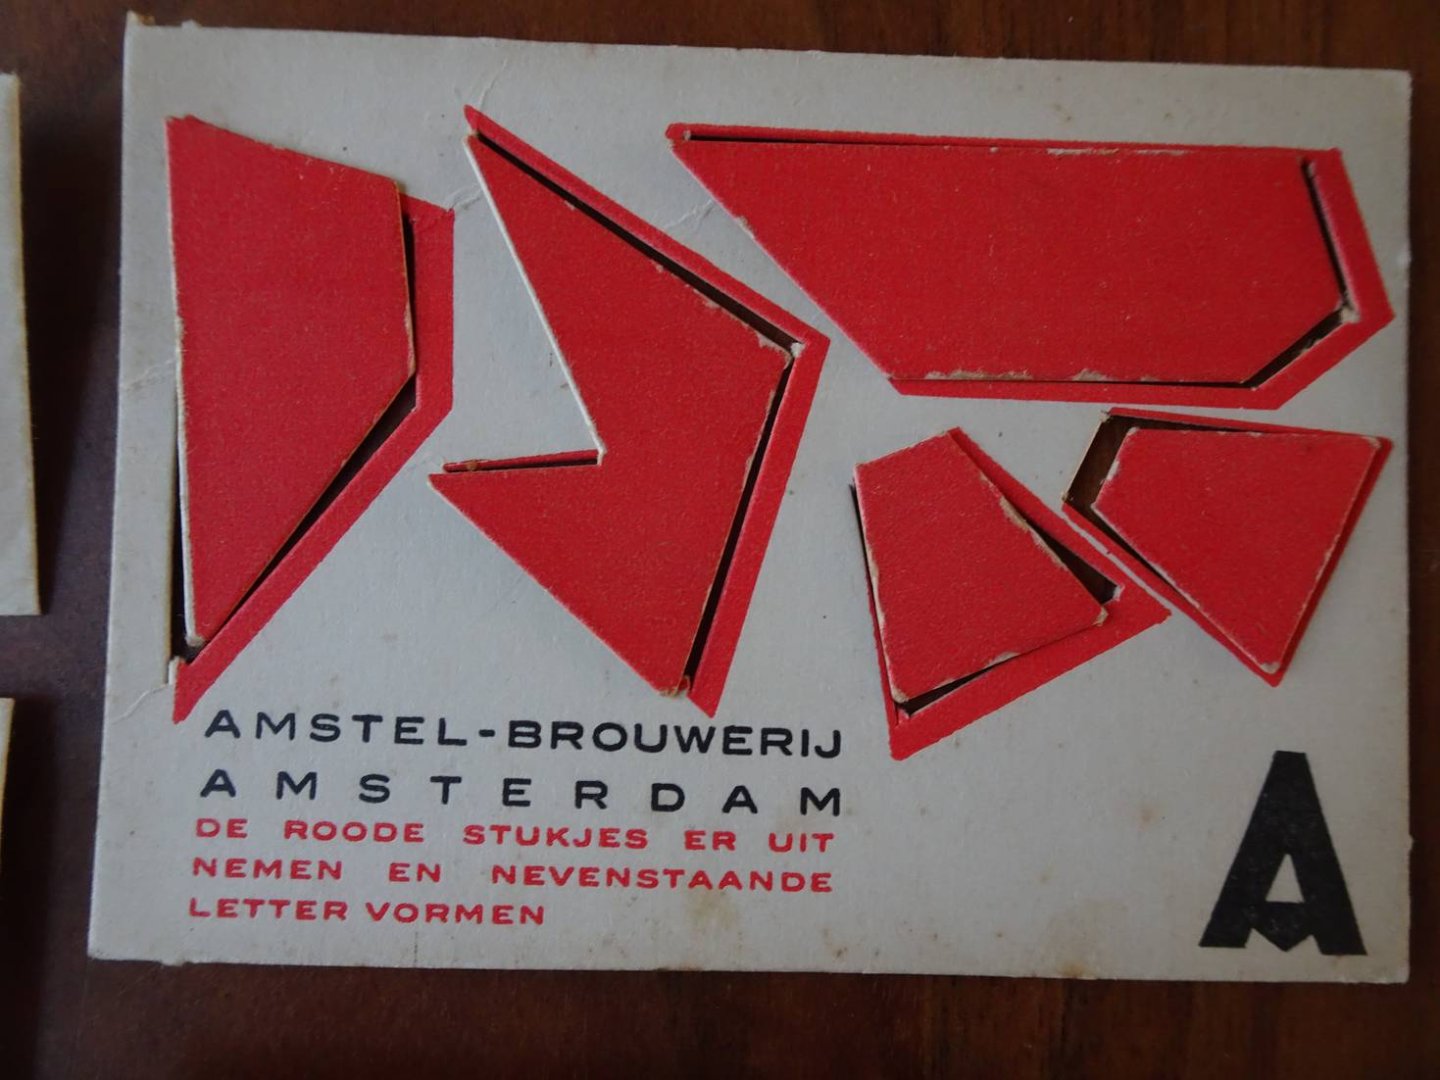 AMSTEL-BROUWERIJ
AMSTERDAM
DE ROODE STUKJES ER UIT
NEMEN EN NEVENSTAANDE
LETTER VORMEN
A